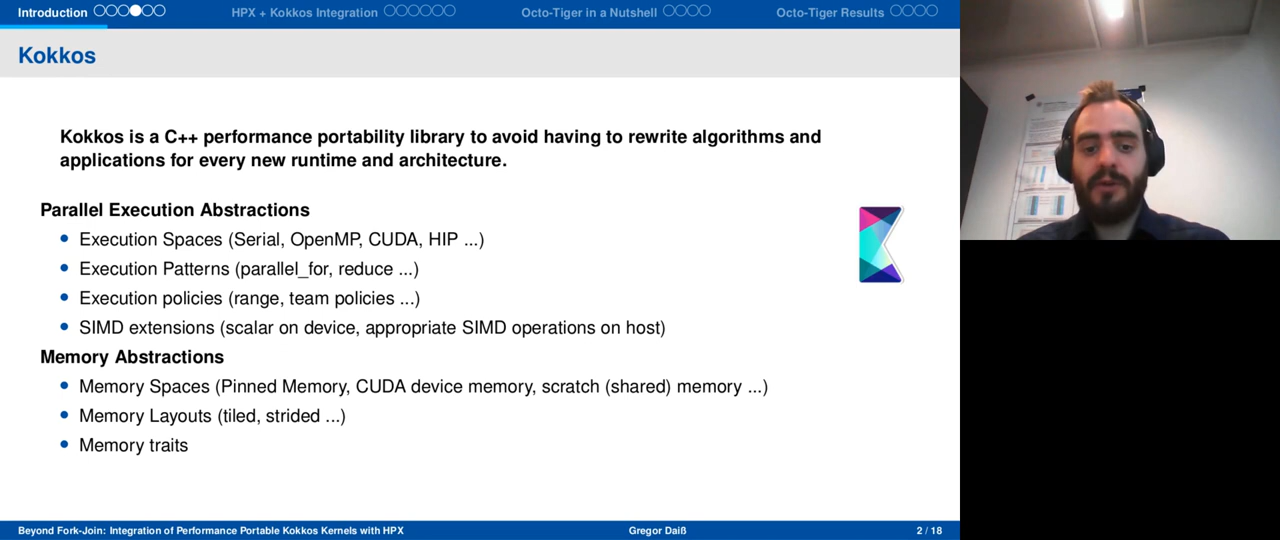 Introduction
HPX + Kokkos Integration
Octo-Tiger in a Nutshell
Octo-Tiger Results
Kokkos
Kokkos is a C++ performance portability library to avoid having to rewrite algorithms and
applications for every new runtime and architecture.
Parallel Execution Abstractions
Execution Spaces (Serial, OpenMP, CUDA, HIP ...)
Execution Patterns (parallel_for, reduce ...)
Execution policies (range, team policies ...)
SIMD extensions (scalar on device, appropriate SIMD operations on host)
Memory Abstractions
Memory Spaces (Pinned Memory, CUDA device memory, scratch (shared) memory ...)
Memory Layouts (tiled, strided ...)
Memory traits
Beyond Fork-Join: Integration of Performance Portable Kokkos Kernels with HPX
Gregor Daiß
2 / 18